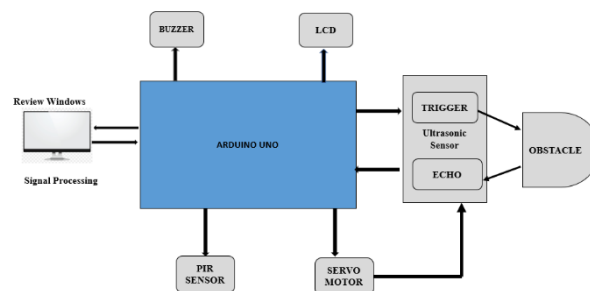 BUZZER
LCD
Review Windows
Signal Processing
ARDUINO UNO
TRIGGER
Ultrasonic
Sensor
ECHO
OBSTACLE
PIR
SENSOR
SERVO
MOTOR